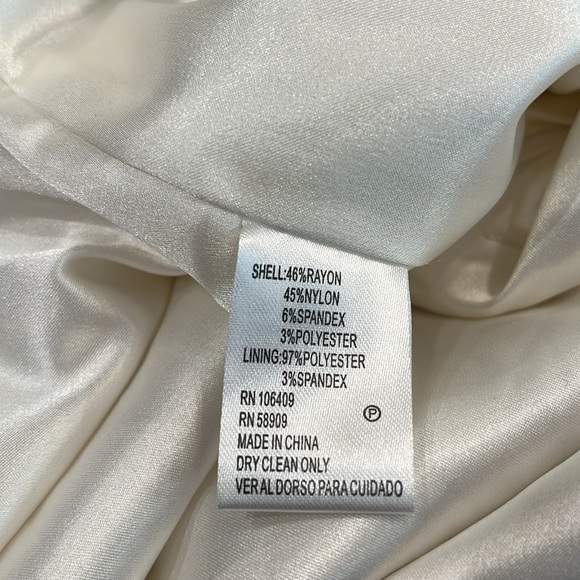 SHELL:46%RAYON
45%NYLON
6%SPANDEX
3%POLYESTER
LINING:97%POLYESTER
3%SPANDEX
RN 106409
RN 58909
P
MADE IN CHINA
DRY CLEAN ONLY
VER AL DORSO PARA CUIDADO